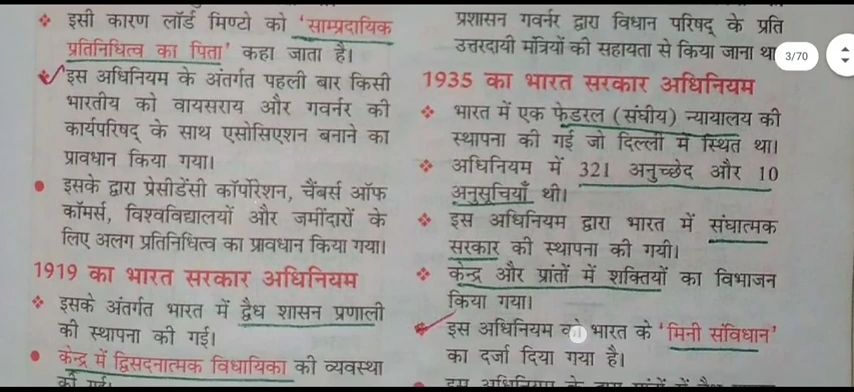 ❖ इसी कारण लॉर्ड मिण्टो को 'साम्प्रदायिक
प्रतिनिधित्व का पिता' कहा जाता है।
❖ इस अधिनियम के अंतर्गत पहली बार किसी
भारतीय को वायसराय और गवर्नर की
कार्यपरिषद् के साथ एसोसिएशन बनाने का
प्रावधान किया गया।
● इसके द्वारा प्रेसीडेंसी कॉर्पोरेशन, चैंबर्स ऑफ
कॉमर्स, विश्वविद्यालयों और जमींदारों के
लिए अलग प्रतिनिधित्व का प्रावधान किया गया।
1919 का भारत सरकार अधिनियम
❖ इसके अंतर्गत भारत में द्वैध शासन प्रणाली
की स्थापना की गई।
● केन्द्र में द्विसदनात्मक विधायिका की व्यवस्था
की गई।
प्रशासन गवर्नर द्वारा विधान परिषद् के प्रति
उत्तरदायी मंत्रियों की सहायता से किया जाना था
3/70
1935 का भारत सरकार अधिनियम
❖ भारत में एक फेडरल (संघीय) न्यायालय की
स्थापना की गई जो दिल्ली में स्थित था।
❖ अधिनियम में 321 अनुच्छेद और 10
अनुसूचियाँ थी।
❖ इस अधिनियम द्वारा भारत में संघात्मक
सरकार की स्थापना की गयी।
❖ केन्द्र और प्रांतों में शक्तियों का विभाजन
किया गया।
❖ इस अधिनियम को भारत के 'मिनी संविधान'
का दर्जा दिया गया है।